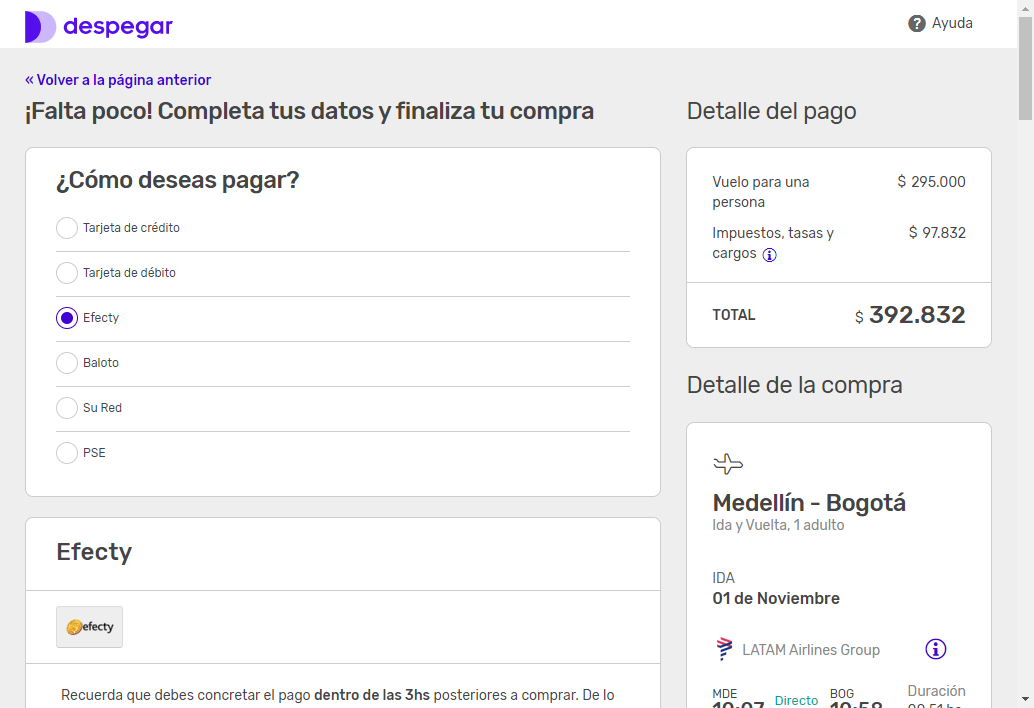 despegar
Ayuda
« Volver a la página anterior
¡Falta poco! Completa tus datos y finaliza tu compra
¿Cómo deseas pagar?
Tarjeta de crédito
Tarjeta de débito
Efecty
Baloto
Su Red
PSE
Efecty
efecty
Recuerda que debes concretar el pago dentro de las 3hs posteriores a comprar. De lo
Detalle del pago
Vuelo para una $ 295.000
persona
Impuestos, tasas y $ 97.832
cargos
TOTAL $ 392.832
Detalle de la compra
Medellín - Bogotá
Ida y Vuelta, 1 adulto
IDA
01 de Noviembre
LATAM Airlines Group
MDE Directo BOG Duración